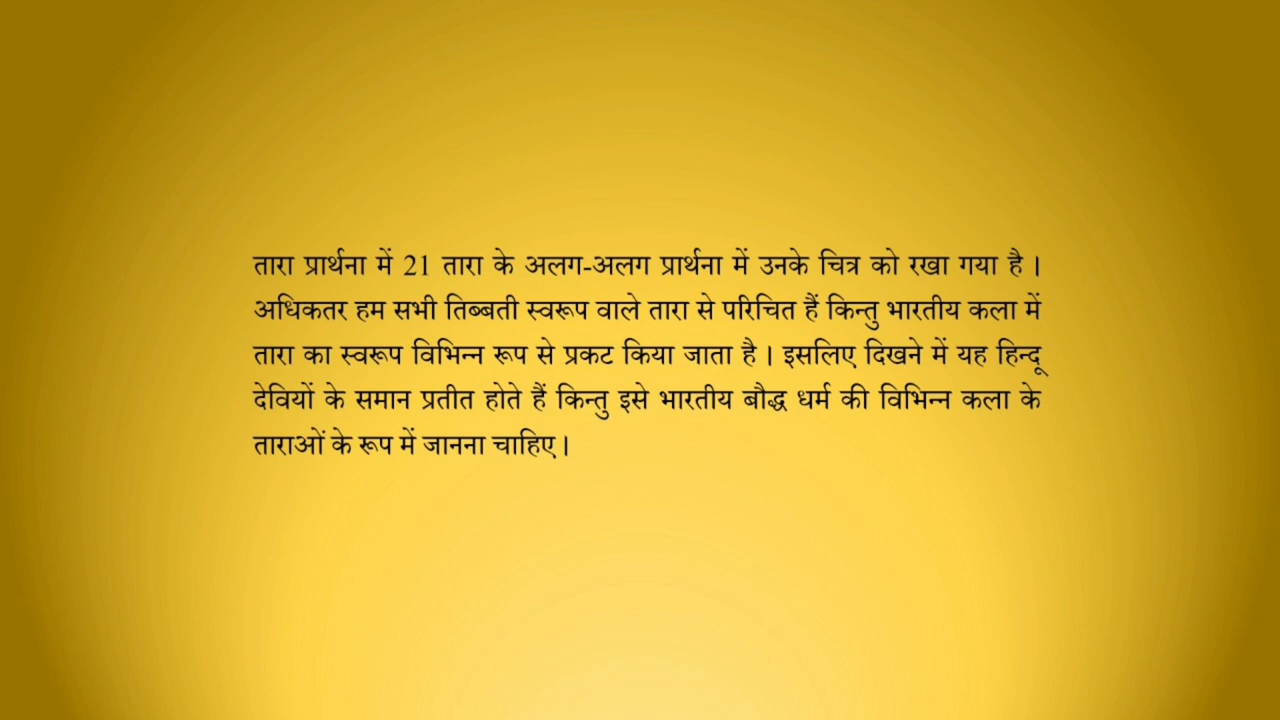 तारा प्रार्थना में 21 तारा के अलग-अलग प्रार्थना में उनके चित्र को रखा गया है ।
अधिकतर हम सभी तिब्बती स्वरूप वाले तारा से परिचित हैं किन्तु भारतीय कला में
तारा का स्वरूप विभिन्न रूप से प्रकट किया जाता है । इसलिए दिखने में यह हिन्दू
देवियों के समान प्रतीत होते हैं किन्तु इसे भारतीय बौद्ध धर्म की विभिन्न कला के
ताराओं के रूप में जानना चाहिए ।